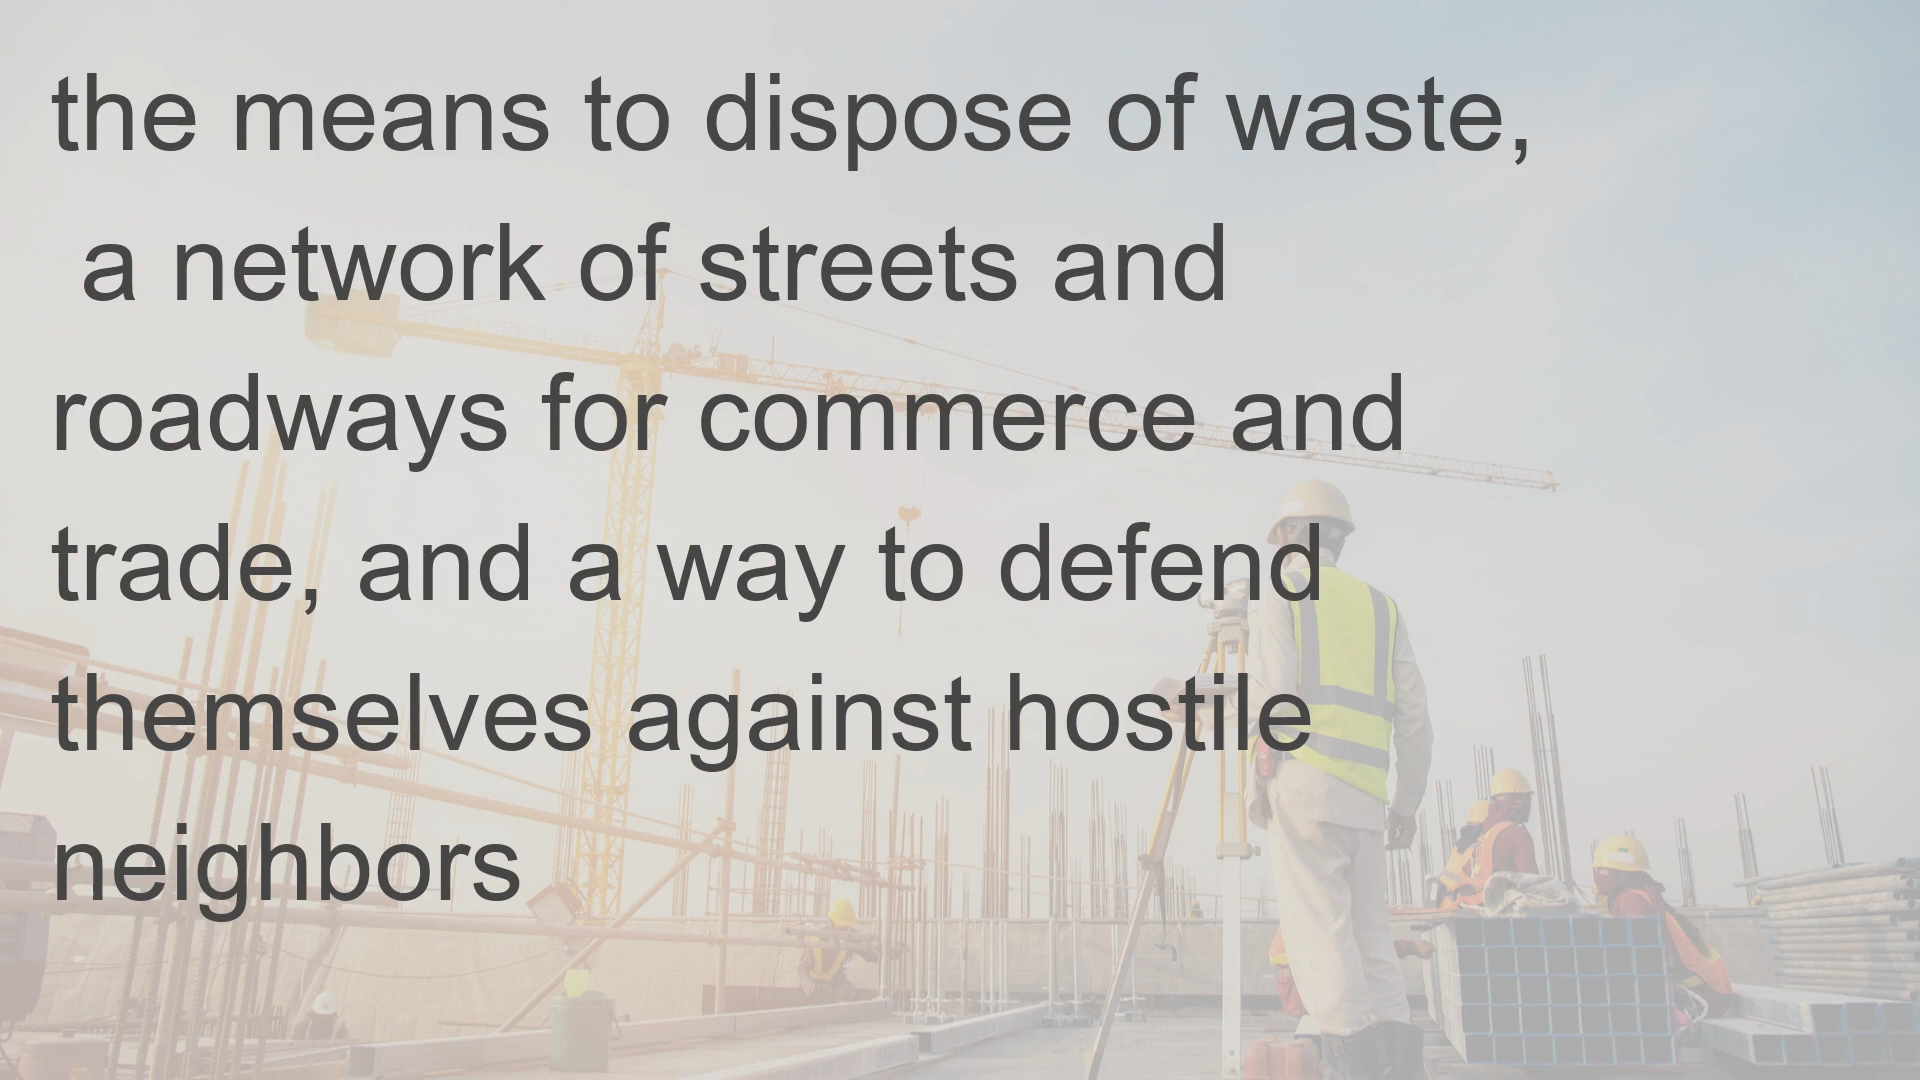 the means to dispose of waste,
a network of streets and
roadways for commerce and
trade, and a way to defend
themselves against hostile
neighbors